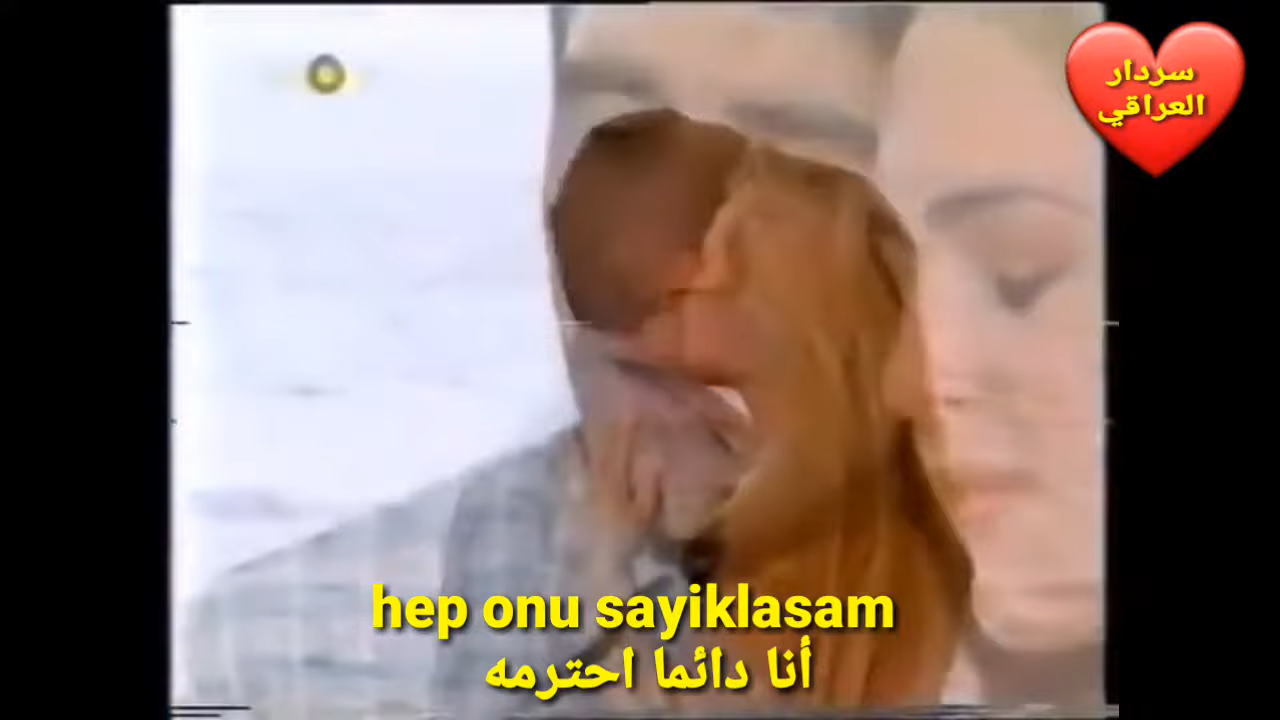 سردار
العراقي
hep onu sayiklasam
أنا دائما احترمه